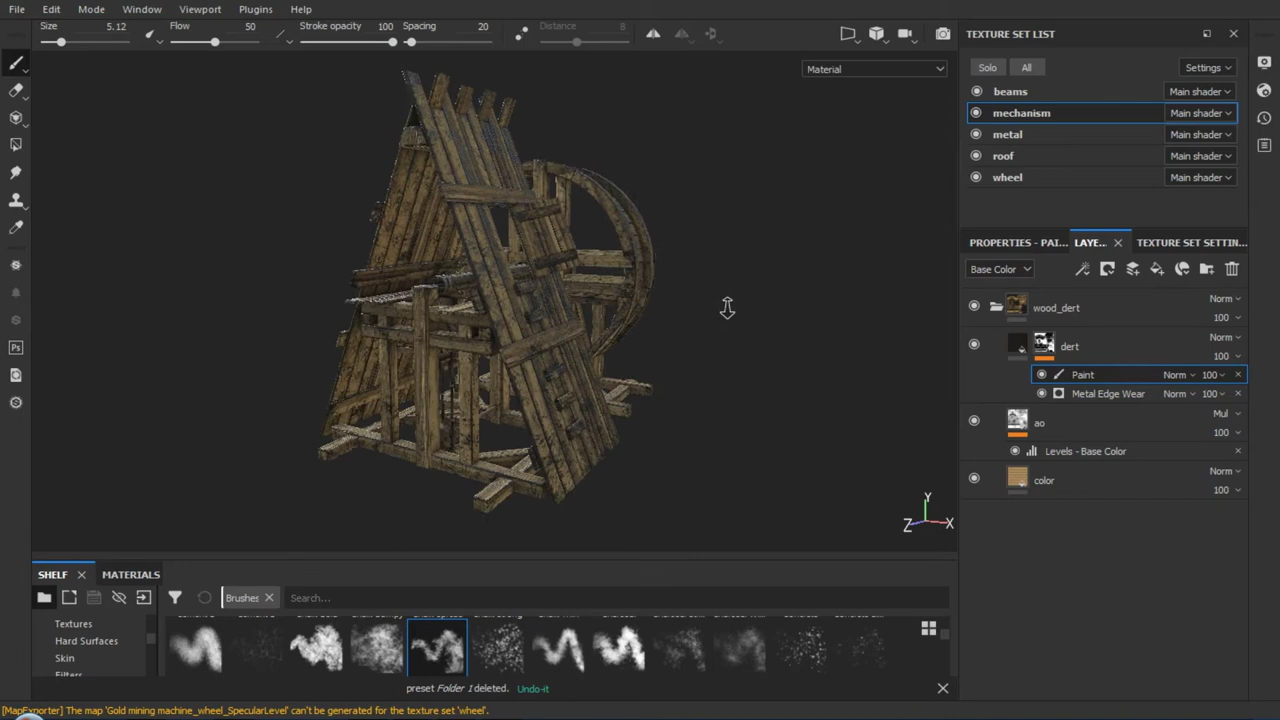 File Edit Mode Window Viewport Plugins Help
Size 5.12 Flow 50 Stroke opacity 100 Spacing 20 Distance 8
Material
TEXTURE SET LIST
Solo All Settings
beams Main shader
mechanism Main shader
metal Main shader
roof Main shader
wheel Main shader
PROPERTIES - PAI... LAYE... TEXTURE SET SETTIN...
Base Color
wood_dert Norm 100
dert Norm 100
Paint Norm 100
Metal Edge Wear Norm 100
ao Mul 100
Levels - Base Color
color Norm 100
Y
Z X
SHELF MATERIALS
Brushes Search...
Textures
Hard Surfaces
Skin
Filters
Ps
preset Folder 1 deleted. Undo-it
[MapExporter] The map 'Gold mining machine_wheel_SpecularLevel' can't be generated for the texture set 'wheel'.